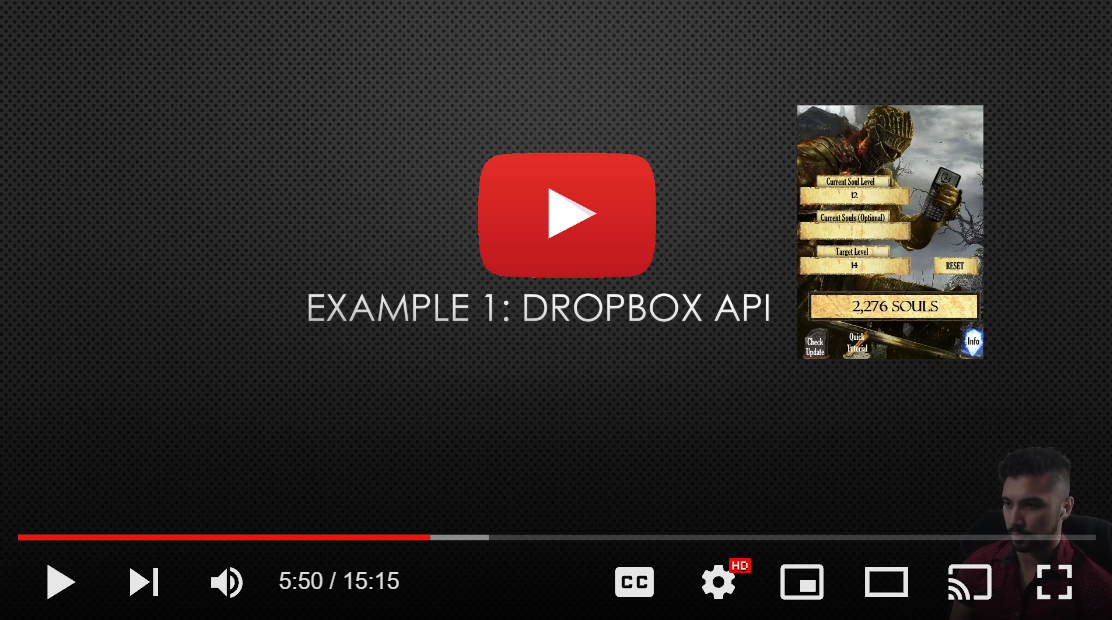 Current Soul Level
12
Current Souls (Optional)
Target Level
14
RESET
EXAMPLE 1: DROPBOX API
2,276 SOULS
Check
Update
Quick
Tutorial
Info
HD
CC
5:50 / 15:15